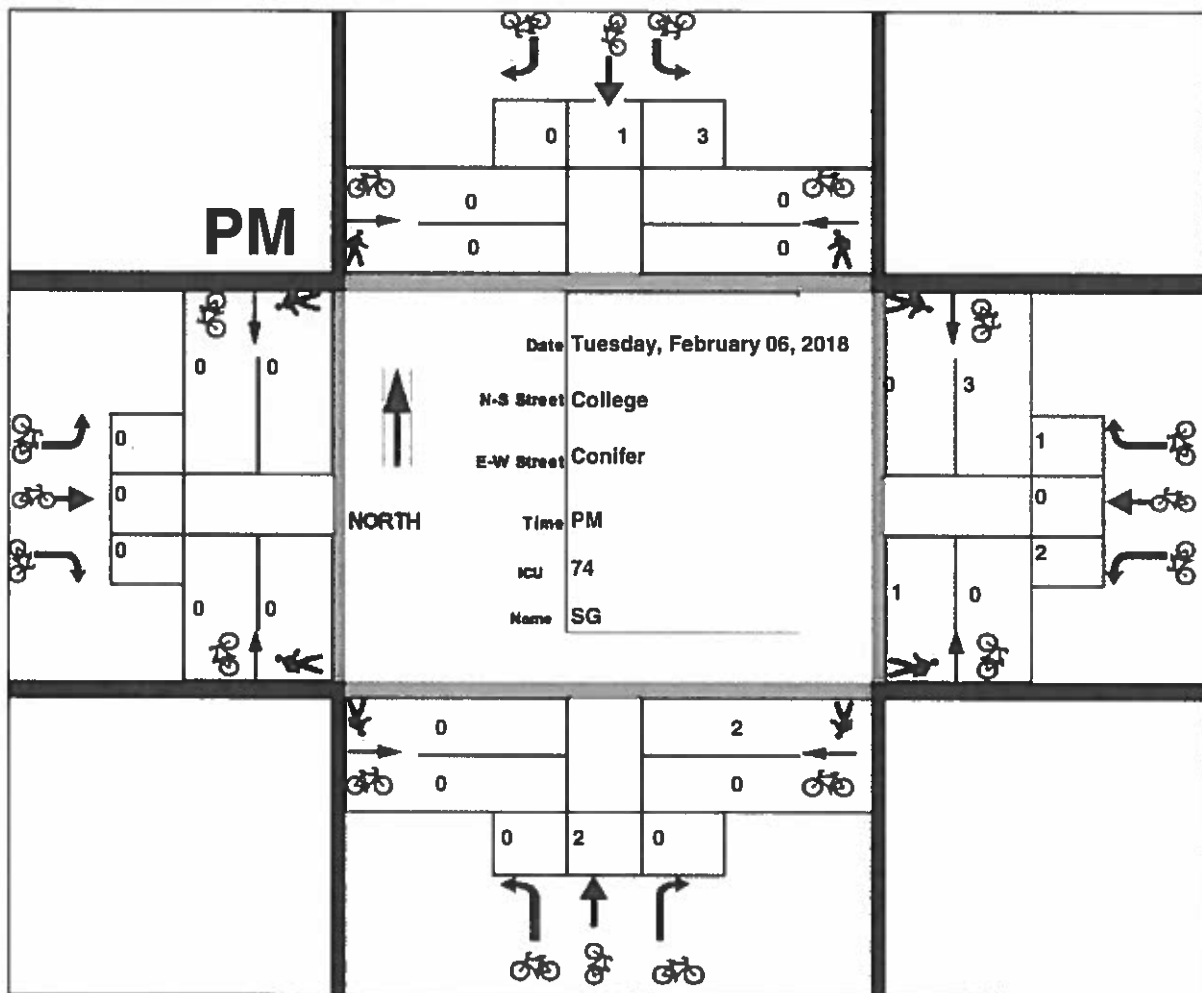 0 1 3
0 0
PM
0 0
0 0 Date Tuesday, February 06, 2018 0 3
0 N-S Street College 1
0 E-W Street Conifer 0
NORTH Time PM
0 ICU 74 2
0 0 Name SG 1 0
0 2
0 0
0 2 0